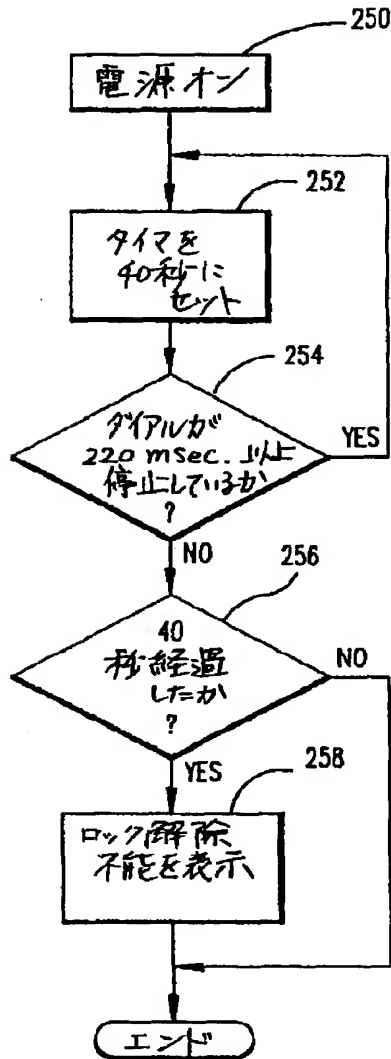 250
電源オン
252
タイマを
40秒に
セット
254
ダイアルが
220 mSec. 以上
停止しているか
?
YES
NO
256
40
秒経過
したか
?
NO
YES
258
ロック解除
不能を表示
エンド